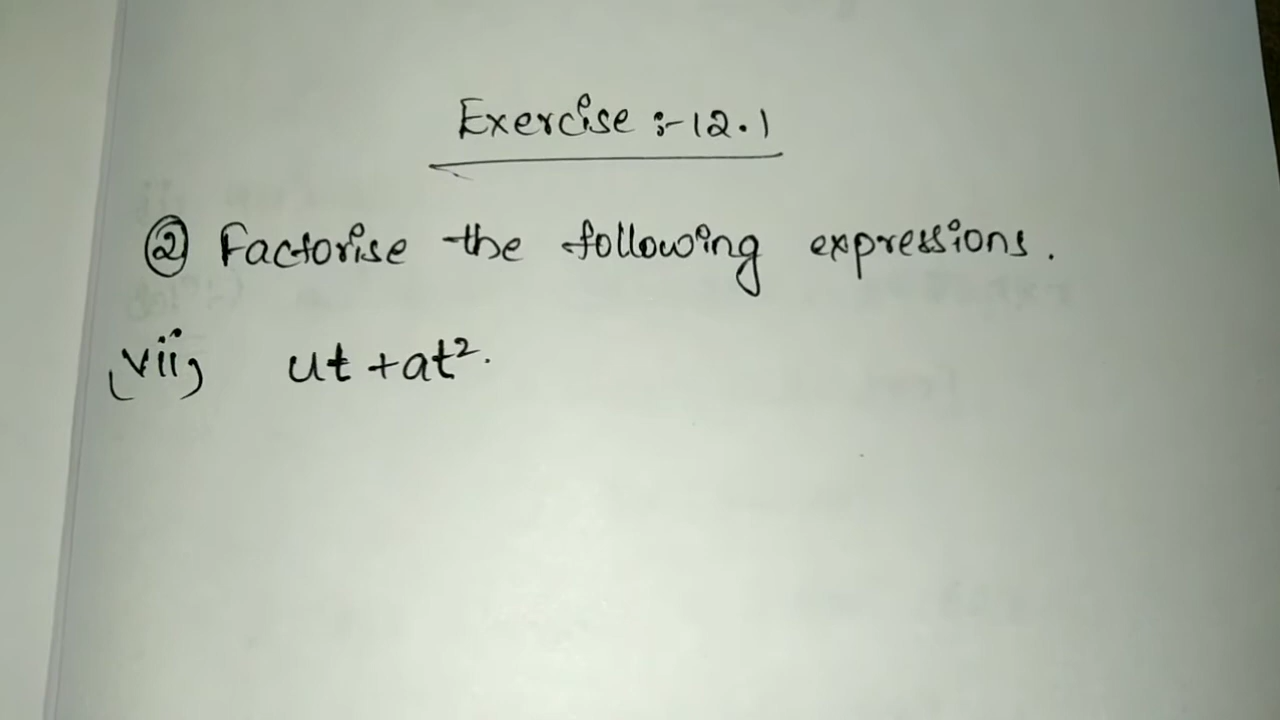 Exercise :- 12.1
② Factorise the following expressions.
(vii) ut + at².